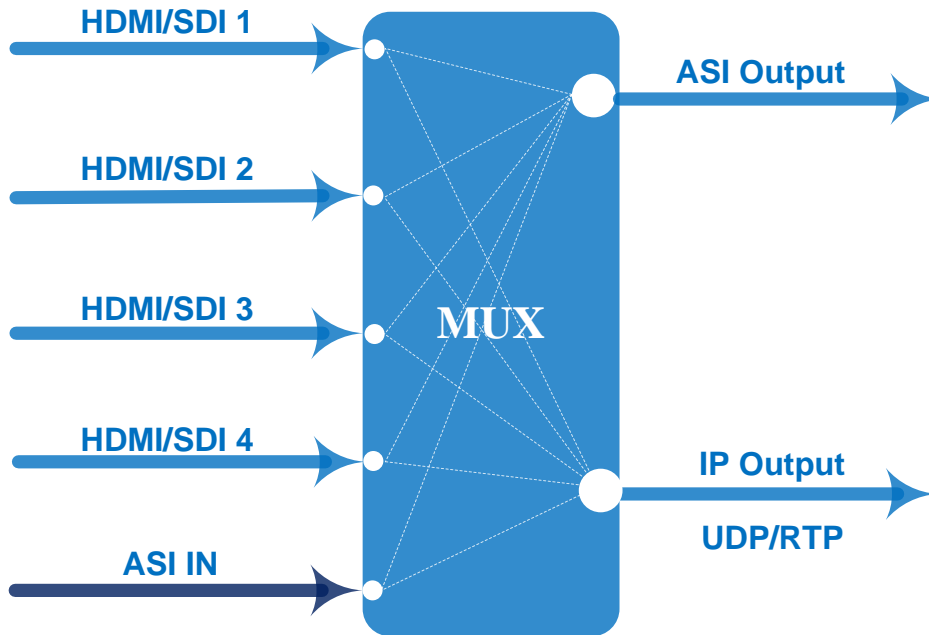 HDMI/SDI 1
HDMI/SDI 2
HDMI/SDI 3
HDMI/SDI 4
ASI IN
MUX
ASI Output
IP Output
UDP/RTP